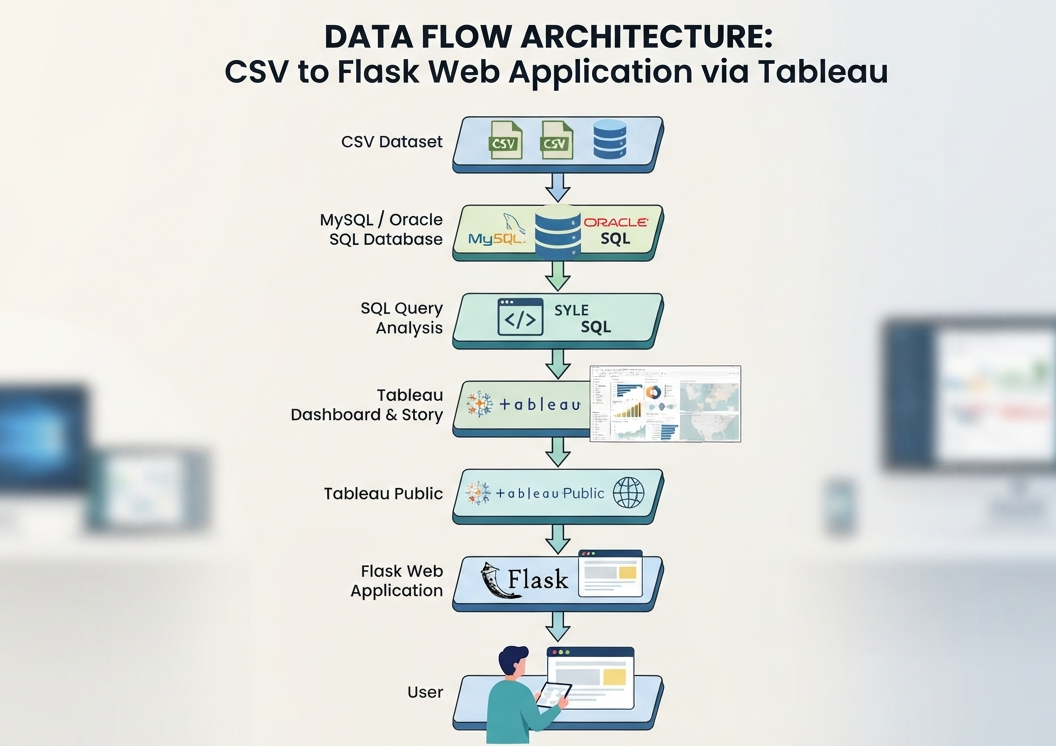 DATA FLOW ARCHITECTURE:
CSV to Flask Web Application via Tableau
CSV Dataset
CSV
CSV
MySQL / Oracle
SQL Database
MySQL.
ORACLE
SQL
SQL Query
Analysis
</>
SYLE
SQL
Tableau
Dashboard & Story
+ableau
Tableau Public
+ableau Public
Flask Web
Application
Flask
User